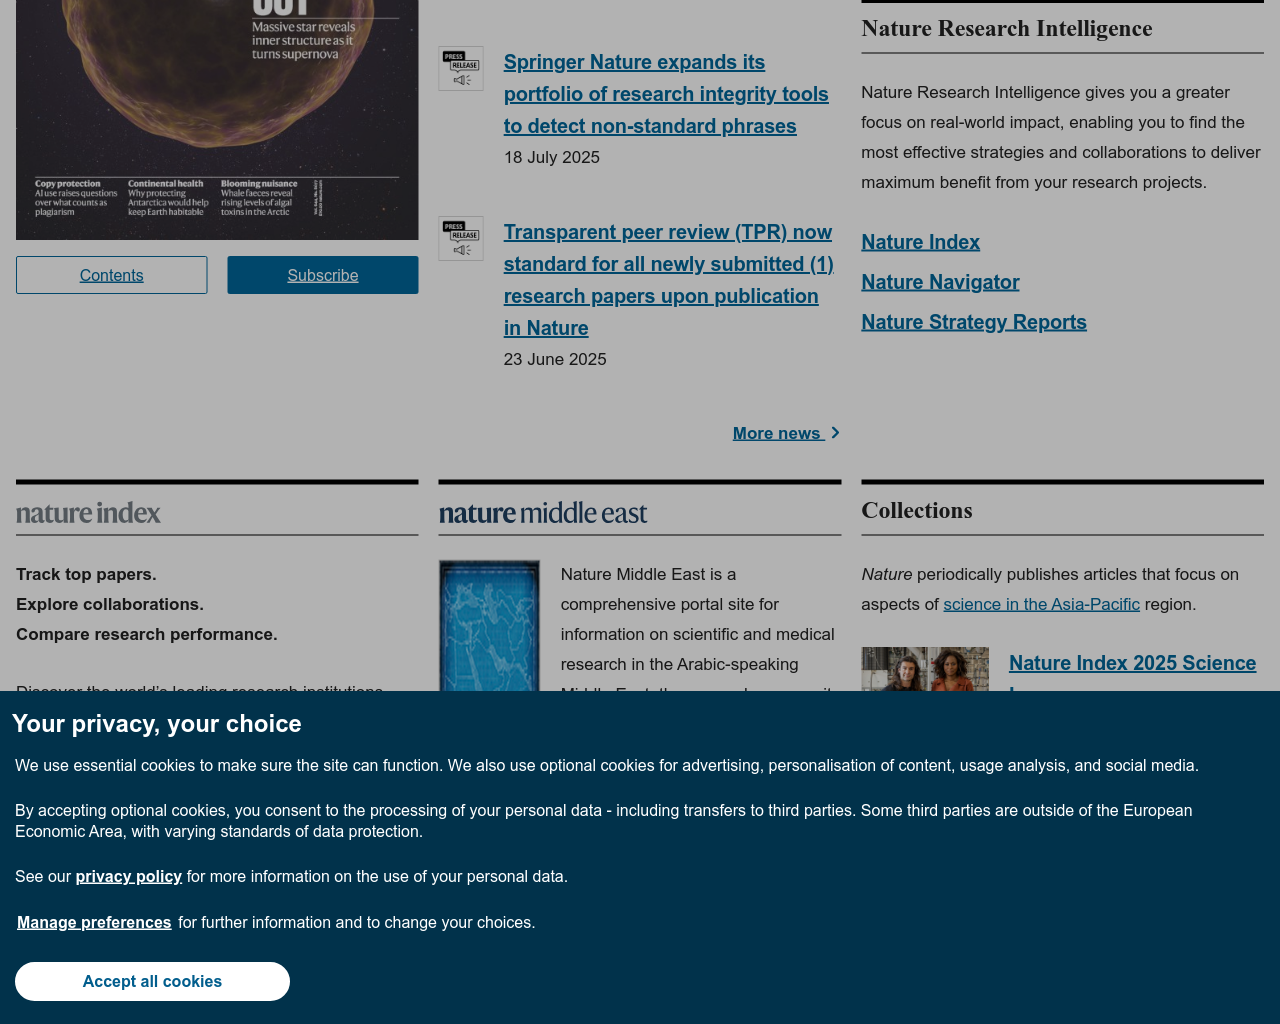 OUT
Massive star reveals
inner structure as it
turns supernova
Copy protection
AI use raises questions
over what counts as
plagiarism
Continental health
Why protecting
Antarctica would help
keep Earth habitable
Blooming nuisance
Whale faeces reveal
rising levels of algal
toxins in the Arctic
Contents
Subscribe
PRESS
RELEASE
Springer Nature expands its
portfolio of research integrity tools
to detect non-standard phrases
18 July 2025
PRESS
RELEASE
Transparent peer review (TPR) now
standard for all newly submitted (1)
research papers upon publication
in Nature
23 June 2025
More news
Nature Research Intelligence
Nature Research Intelligence gives you a greater
focus on real-world impact, enabling you to find the
most effective strategies and collaborations to deliver
maximum benefit from your research projects.
Nature Index
Nature Navigator
Nature Strategy Reports
nature index
Track top papers.
Explore collaborations.
Compare research performance.
Discover the world's leading research institutions
nature middle east
Nature Middle East is a
comprehensive portal site for
information on scientific and medical
research in the Arabic-speaking
Collections
Nature periodically publishes articles that focus on
aspects of science in the Asia-Pacific region.
Nature Index 2025 Science
Your privacy, your choice
We use essential cookies to make sure the site can function. We also use optional cookies for advertising, personalisation of content, usage analysis, and social media.
By accepting optional cookies, you consent to the processing of your personal data - including transfers to third parties. Some third parties are outside of the European
Economic Area, with varying standards of data protection.
See our privacy policy for more information on the use of your personal data.
Manage preferences for further information and to change your choices.
Accept all cookies